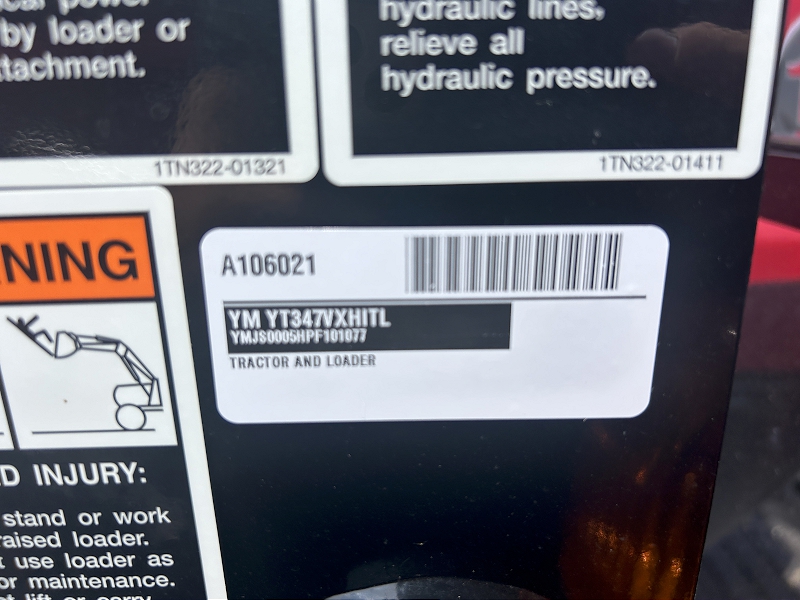 by loader or
hydraulic lines,
relieve all
hydraulic pressure.
1TN322-01321
1TN322-01411
A106021
YM YT347VXHITL
YMJS0005HPF101077
TRACTOR AND LOADER
NING
D INJURY:
stand or work
raised loader.
use loader as
or maintenance.